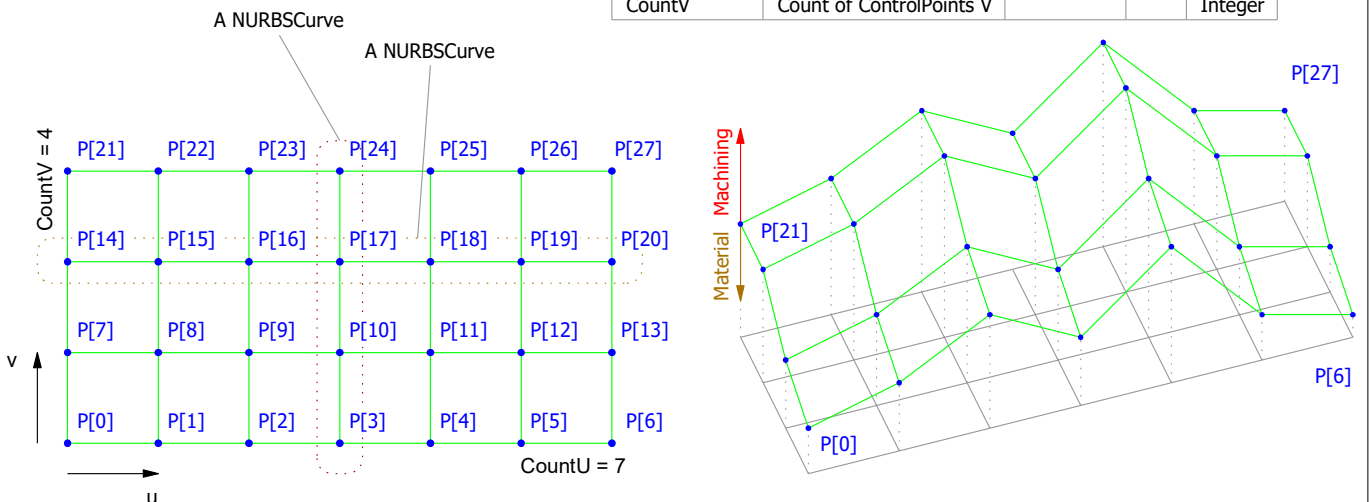 CountV Count of ControlPoints V Integer
A NURBSCurve
A NURBSCurve
CountV = 4
P[21] P[22] P[23] P[24] P[25] P[26] P[27]
P[14] P[15] P[16] P[17] P[18] P[19] P[20]
P[7] P[8] P[9] P[10] P[11] P[12] P[13]
v
P[0] P[1] P[2] P[3] P[4] P[5] P[6]
CountU = 7
u
P[27]
Machining
Material
P[21]
P[6]
P[0]